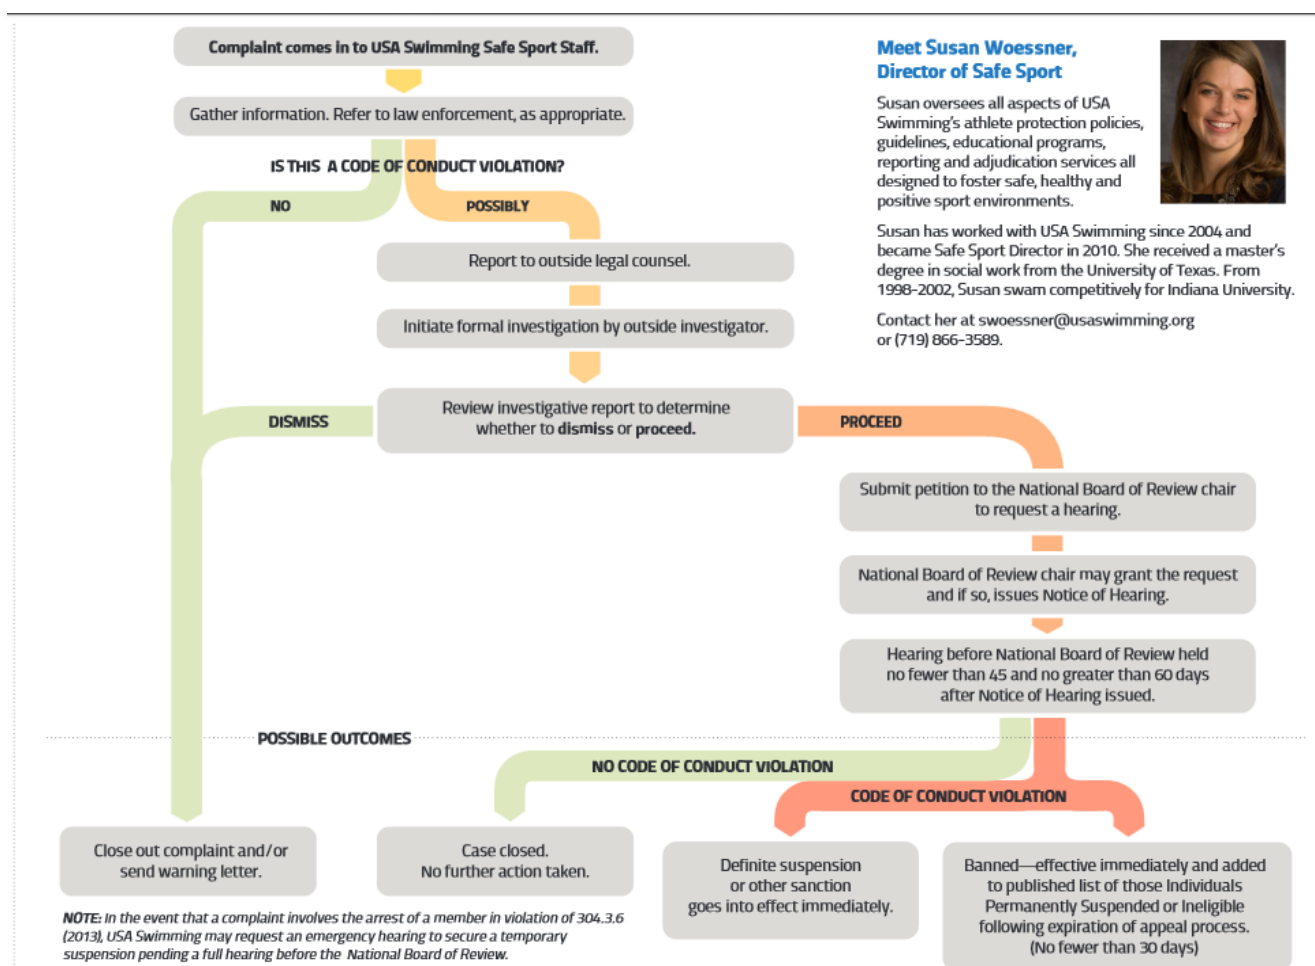 Complaint comes in to USA Swimming Safe Sport Staff.
Gather information. Refer to law enforcement, as appropriate.
IS THIS A CODE OF CONDUCT VIOLATION?
NO
POSSIBLY
Report to outside legal counsel.
Initiate formal investigation by outside investigator.
Review investigative report to determine
whether to dismiss or proceed.
DISMISS
PROCEED
Submit petition to the National Board of Review chair
to request a hearing.
National Board of Review chair may grant the request
and if so, issues Notice of Hearing.
Hearing before National Board of Review held
no fewer than 45 and no greater than 60 days
after Notice of Hearing issued.
POSSIBLE OUTCOMES
NO CODE OF CONDUCT VIOLATION
CODE OF CONDUCT VIOLATION
Close out complaint and/or
send warning letter.
Case closed.
No further action taken.
Definite suspension
or other sanction
goes into effect immediately.
Banned—effective immediately and added
to published list of those Individuals
Permanently Suspended or Ineligible
following expiration of appeal process.
(No fewer than 30 days)
NOTE: In the event that a complaint involves the arrest of a member in violation of 304.3.6
(2013), USA Swimming may request an emergency hearing to secure a temporary
suspension pending a full hearing before the National Board of Review.
Meet Susan Woessner,
Director of Safe Sport
Susan oversees all aspects of USA
Swimming's athlete protection policies,
guidelines, educational programs,
reporting and adjudication services all
designed to foster safe, healthy and
positive sport environments.
Susan has worked with USA Swimming since 2004 and
became Safe Sport Director in 2010. She received a master's
degree in social work from the University of Texas. From
1998-2002, Susan swam competitively for Indiana University.
Contact her at swoessner@usaswimming.org
or (719) 866-3589.